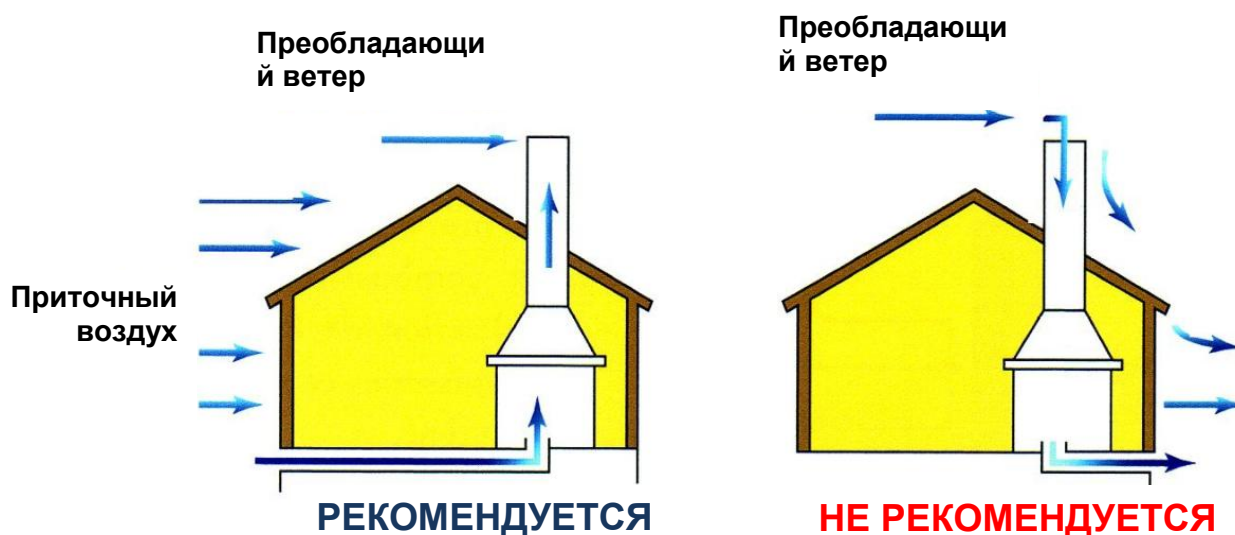 Преобладающи
й ветер
Преобладающи
й ветер
Приточный
воздух
РЕКОМЕНДУЕТСЯ
НЕ РЕКОМЕНДУЕТСЯ